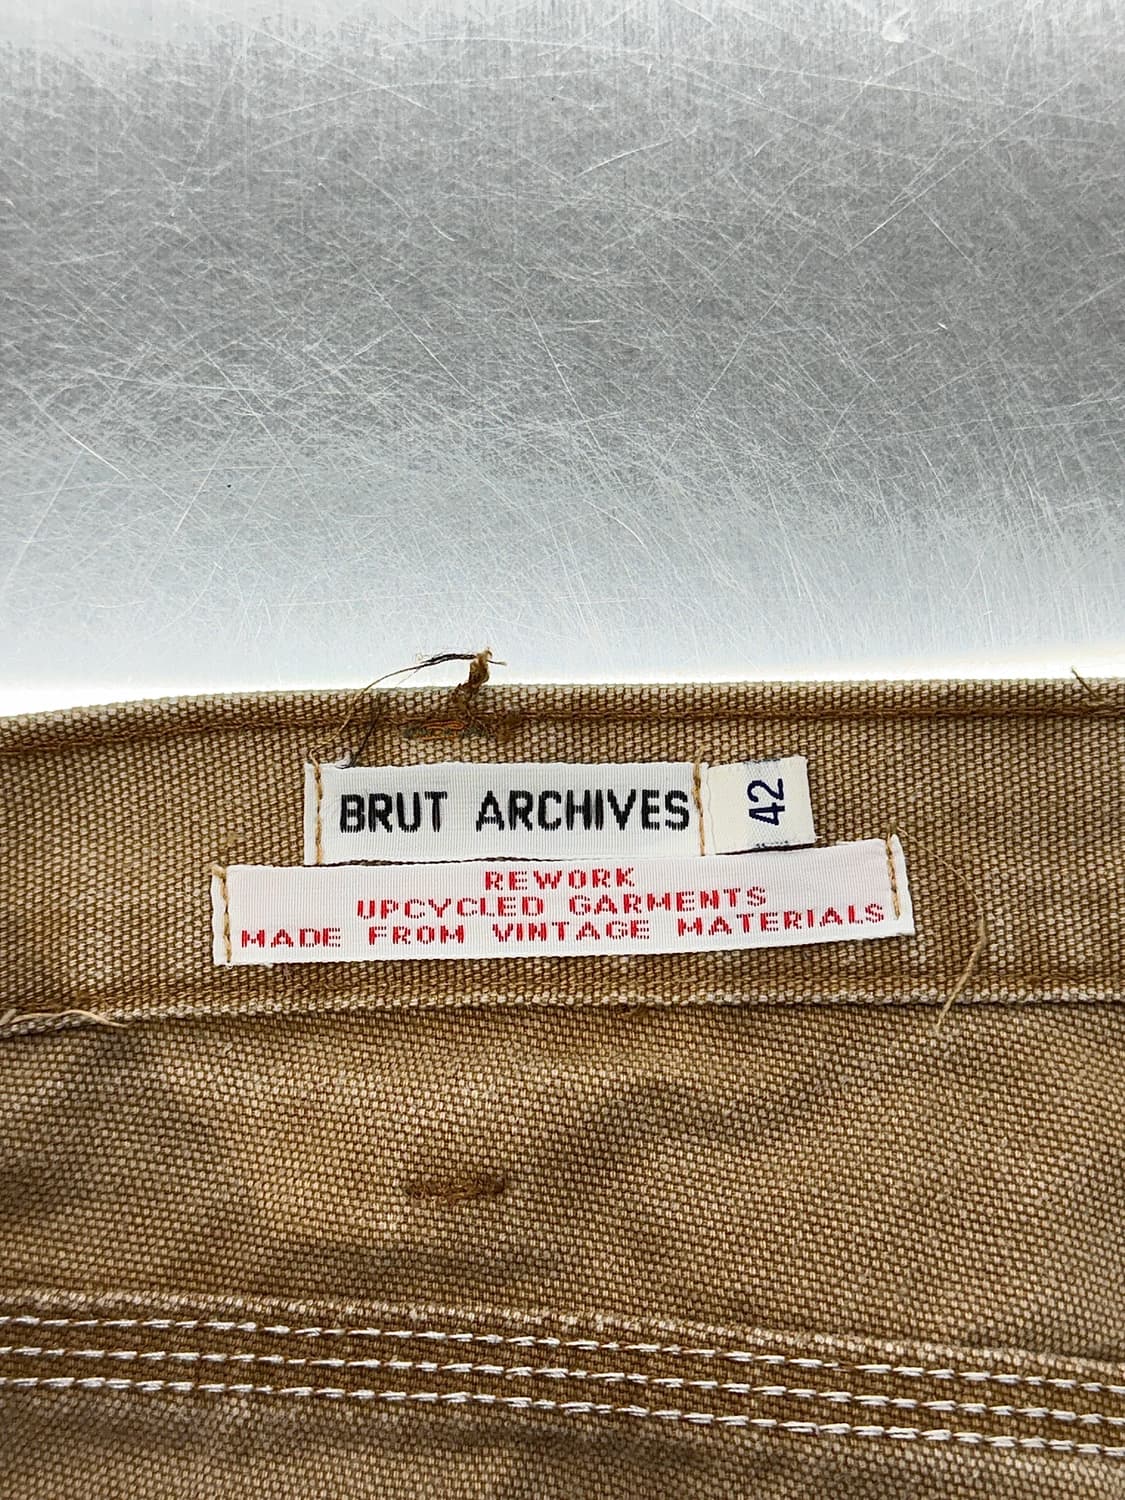 BRUT ARCHIVES
42
REWORK
UPCYCLED GARMENTS
MADE FROM VINTAGE MATERIALS